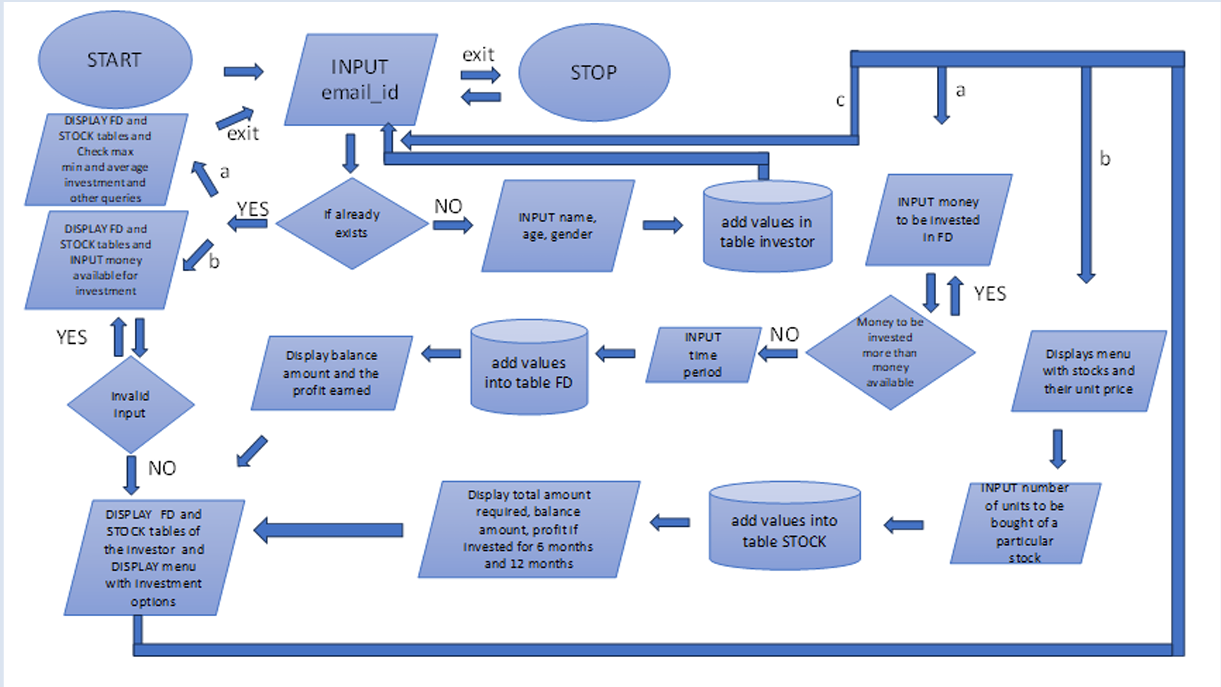 START
INPUT
email_id
exit
STOP
DISPLAY FD and
STOCK tables and
Check max
min and average
investment and
other queries
exit
a
c
a
b
YES
If already
exists
NO
INPUT name,
age, gender
add values in
table investor
INPUT money
to be invested
in FD
DISPLAY FD and
STOCK tables and
INPUT money
available for
investment
b
YES
YES
Invalid
input
NO
Display balance
amount and the
profit earned
add values
into table FD
INPUT
time
period
NO
Money to be
invested
more than
money
available
Displays menu
with stocks and
their unit price
DISPLAY FD and
STOCK tables of
the investor and
DISPLAY menu
with investment
options
Display total amount
required, balance
amount, profit if
invested for 6 months
and 12 months
add values into
table STOCK
INPUT number
of units to be
bought of a
particular
stock